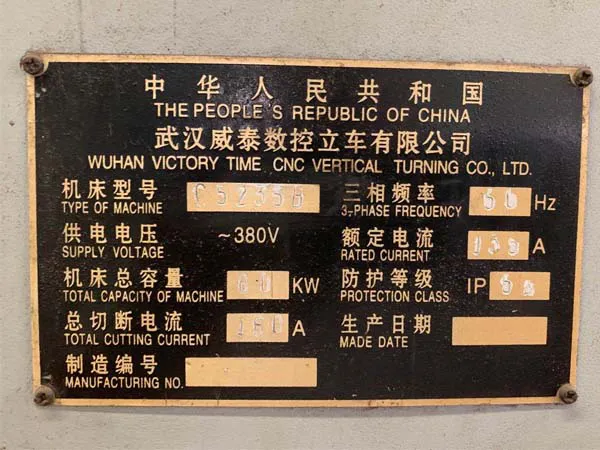 中华人民共和国
THE PEOPLE'S REPUBLIC OF CHINA
武汉威泰数控立车有限公司
WUHAN VICTORY TIME CNC VERTICAL TURNING CO., LTD.
机床型号 C5235B 三相频率 Hz
TYPE OF MACHINE 3-PHASE FREQUENCY
供电电压 ~380V 额定电流 A
SUPPLY VOLTAGE RATED CURRENT
机床总容量 60 KW 防护等级 IP
TOTAL CAPACITY OF MACHINE PROTECTION CLASS
总切断电流 160 A 生产日期
TOTAL CUTTING CURRENT MADE DATE
制造编号
MANUFACTURING NO.